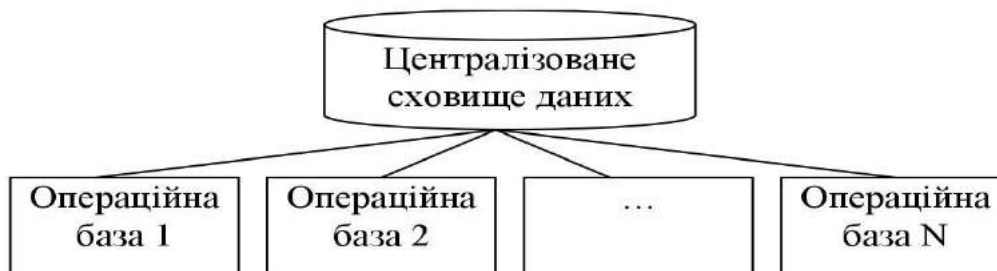 Централізоване
сховище даних
Операційна
база 1
Операційна
база 2
...
Операційна
база N